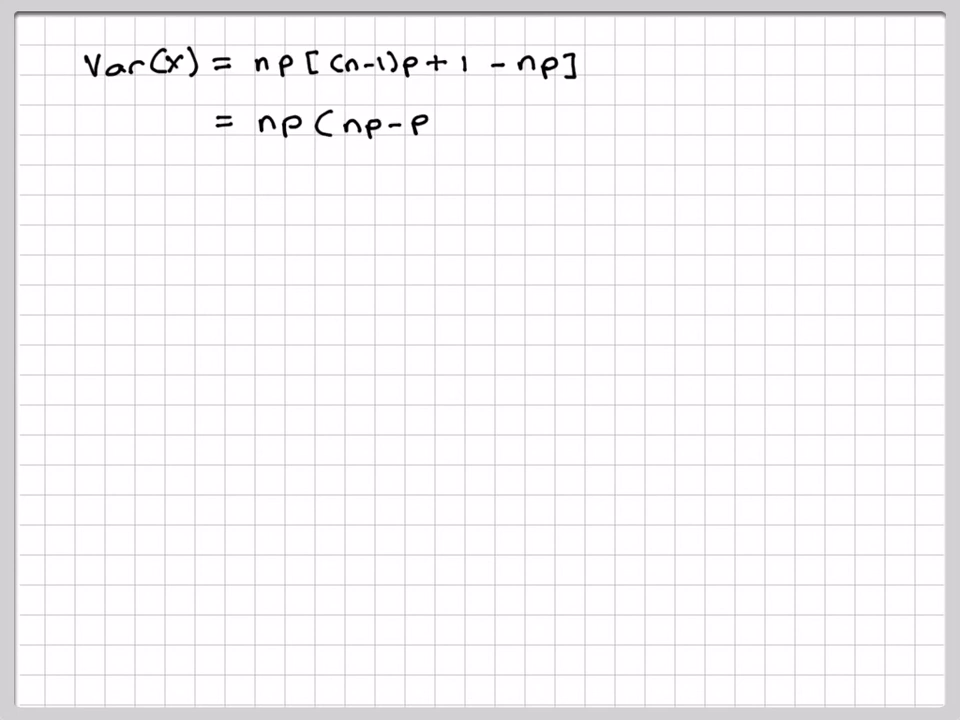 Var(x) = np[(n-1)p + 1 - np]
= np(np-p